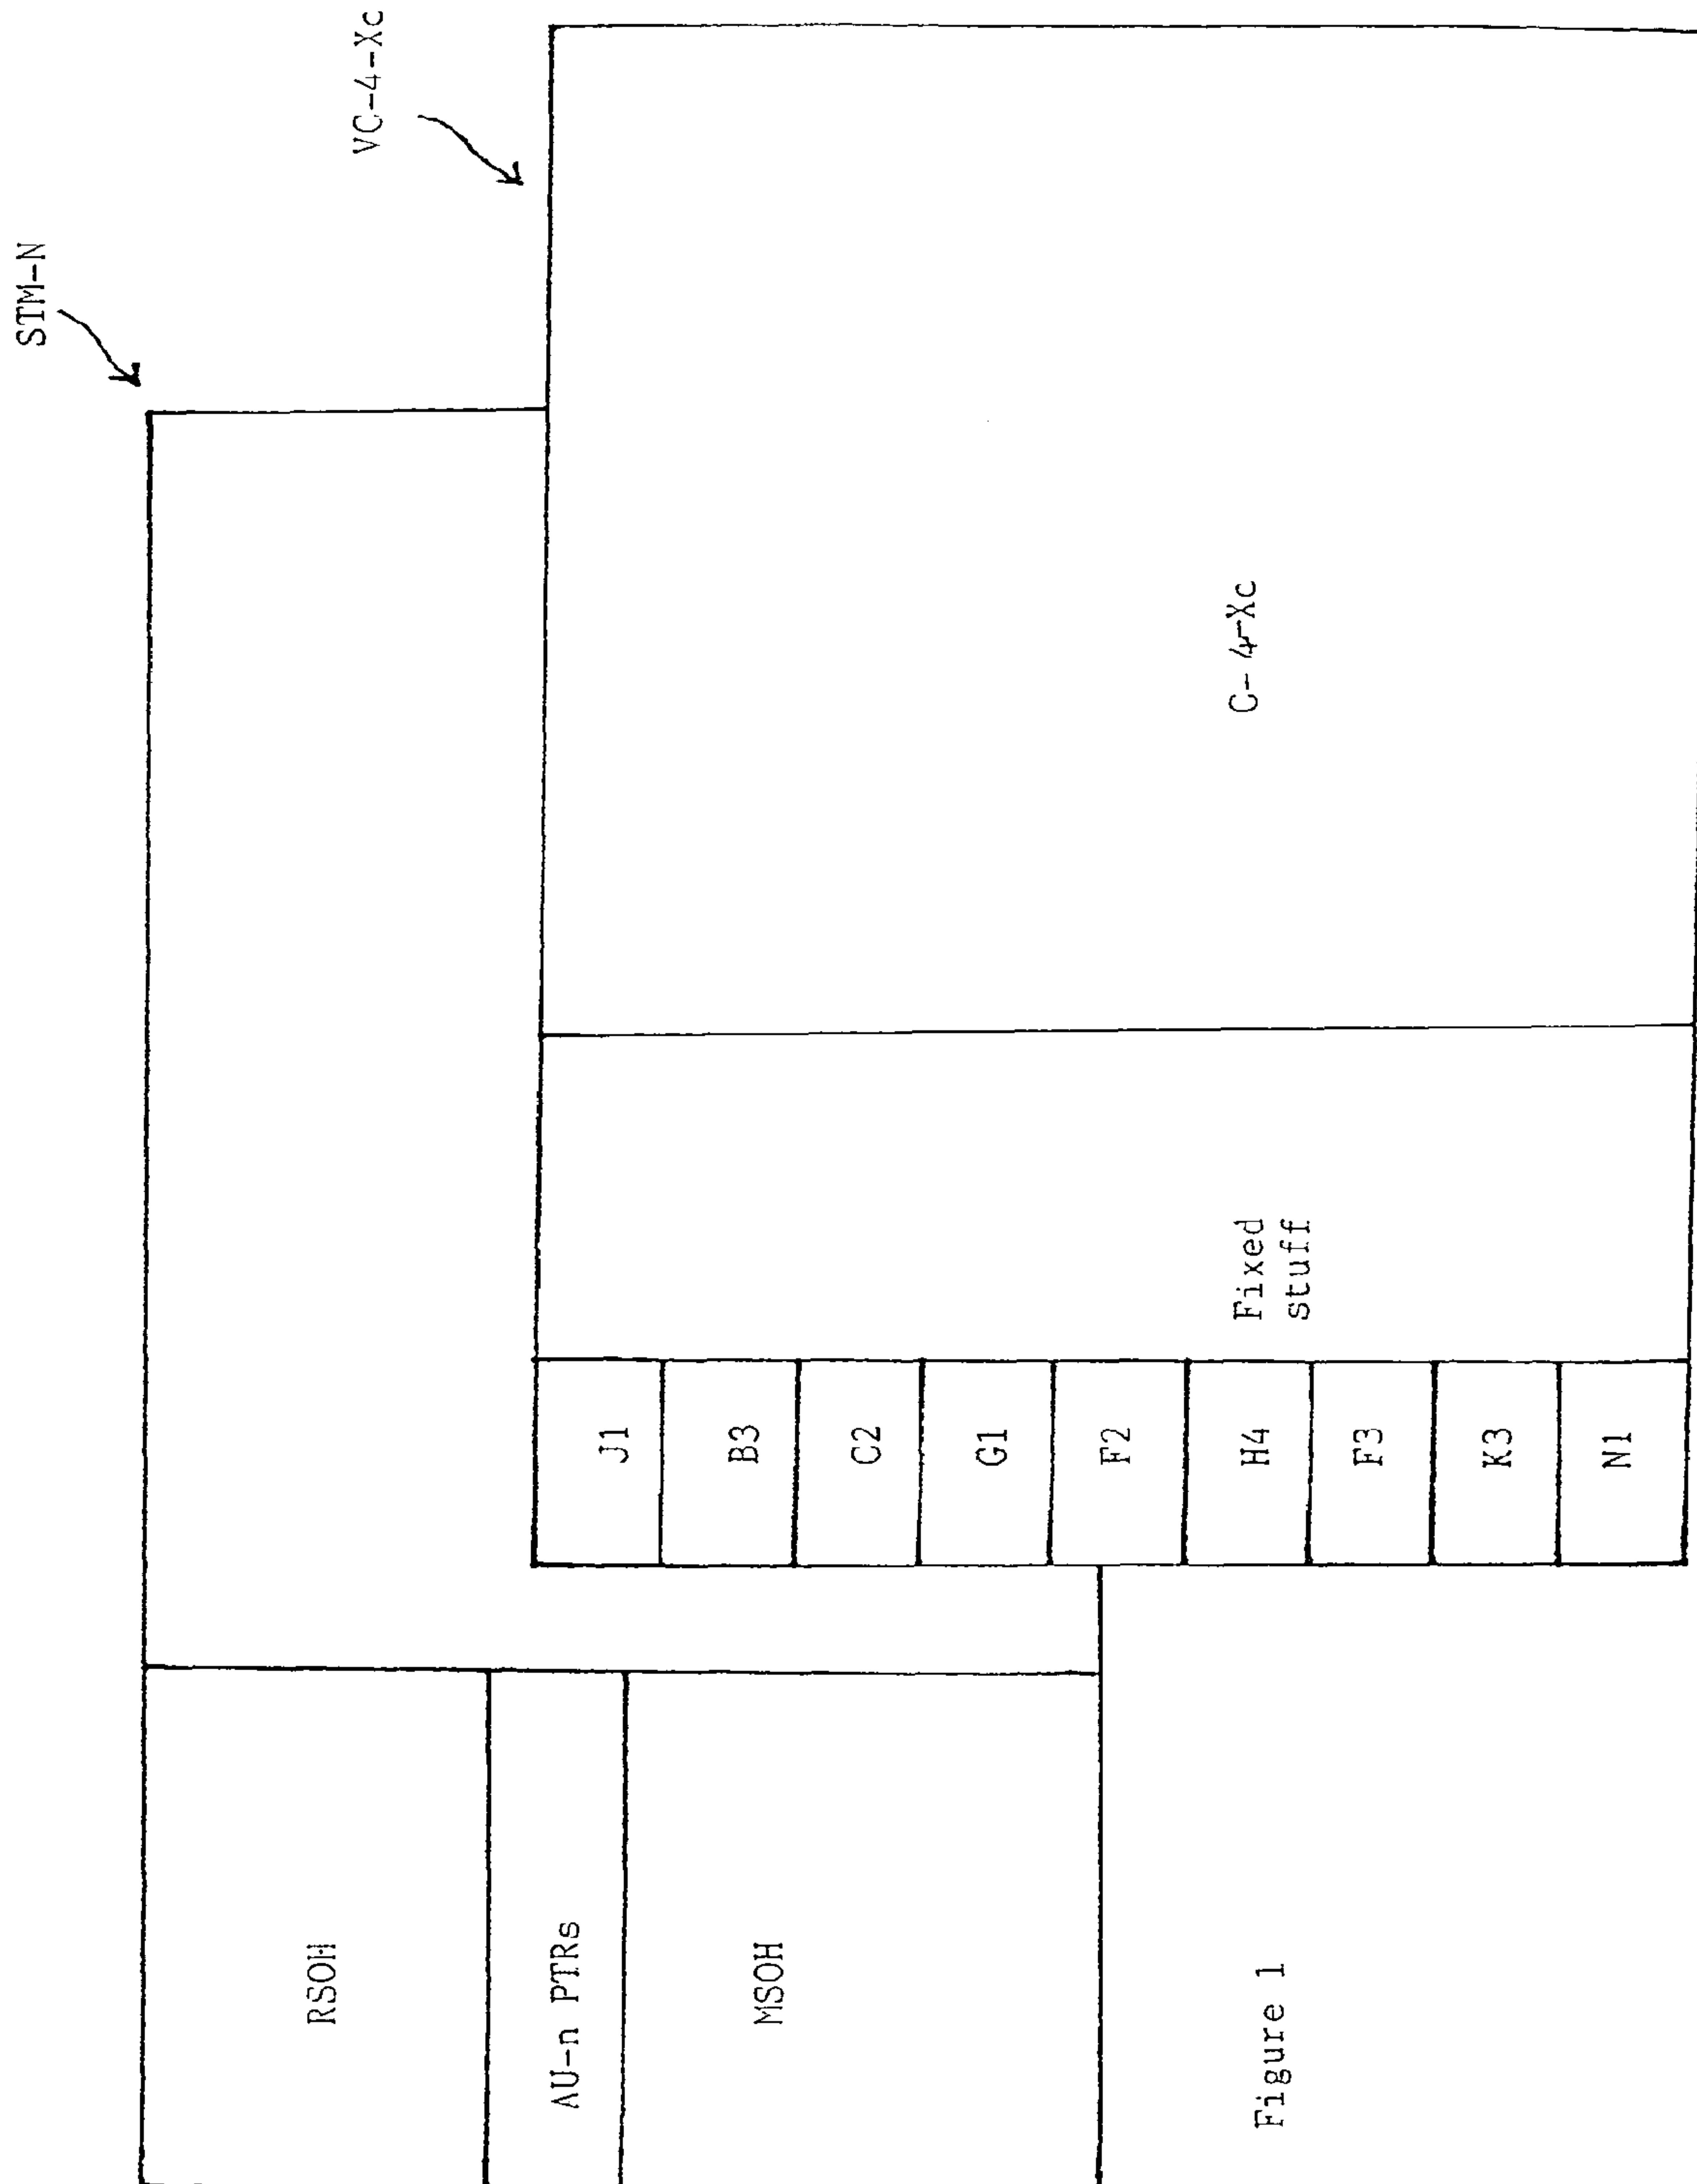 STM-N
VC-4-Xc
RSOH
AU-n PTRs
MSOH
J1
B3
C2
G1
F2
H4
F3
K3
N1
Fixed
stuff
C-4-Xc
Figure 1